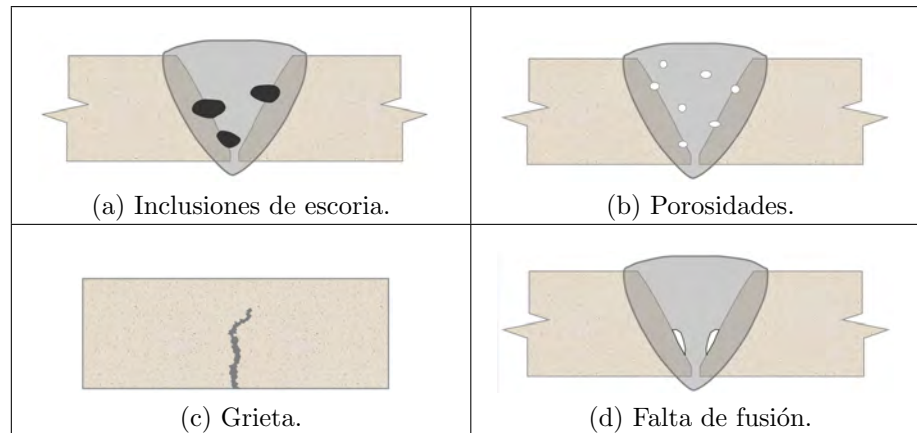 (a) Inclusiones de escoria.
(b) Porosidades.
(c) Grieta.
(d) Falta de fusión.